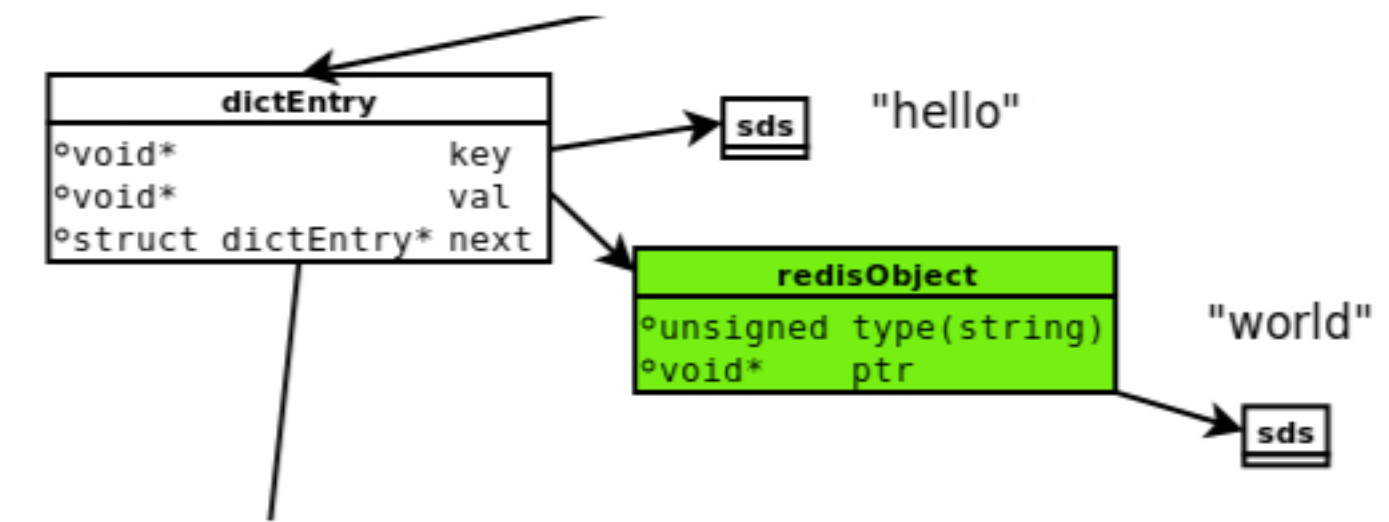 dictEntry
°void* key
°void* val
°struct dictEntry* next
sds
"hello"
redisObject
°unsigned type(string)
°void* ptr
"world"
sds